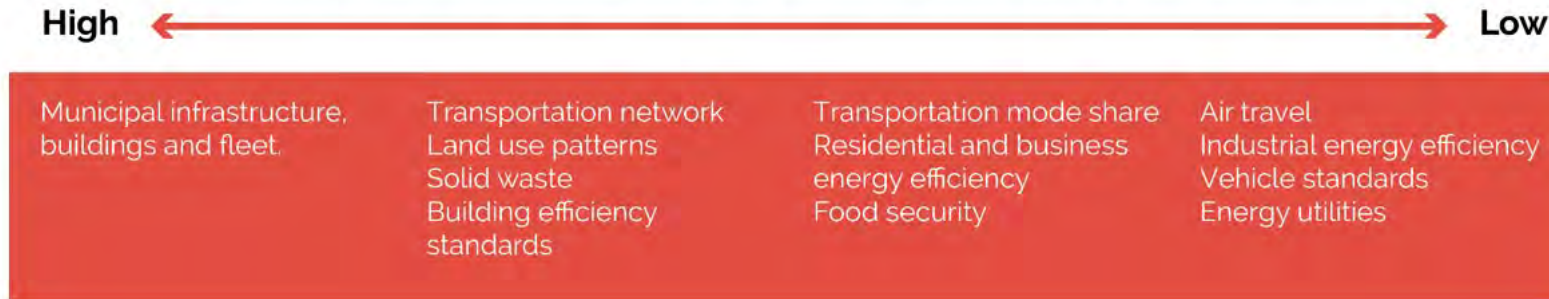 High Low
Municipal infrastructure,
buildings and fleet.
Transportation network
Land use patterns
Solid waste
Building efficiency
standards
Transportation mode share
Residential and business
energy efficiency
Food security
Air travel
Industrial energy efficiency
Vehicle standards
Energy utilities